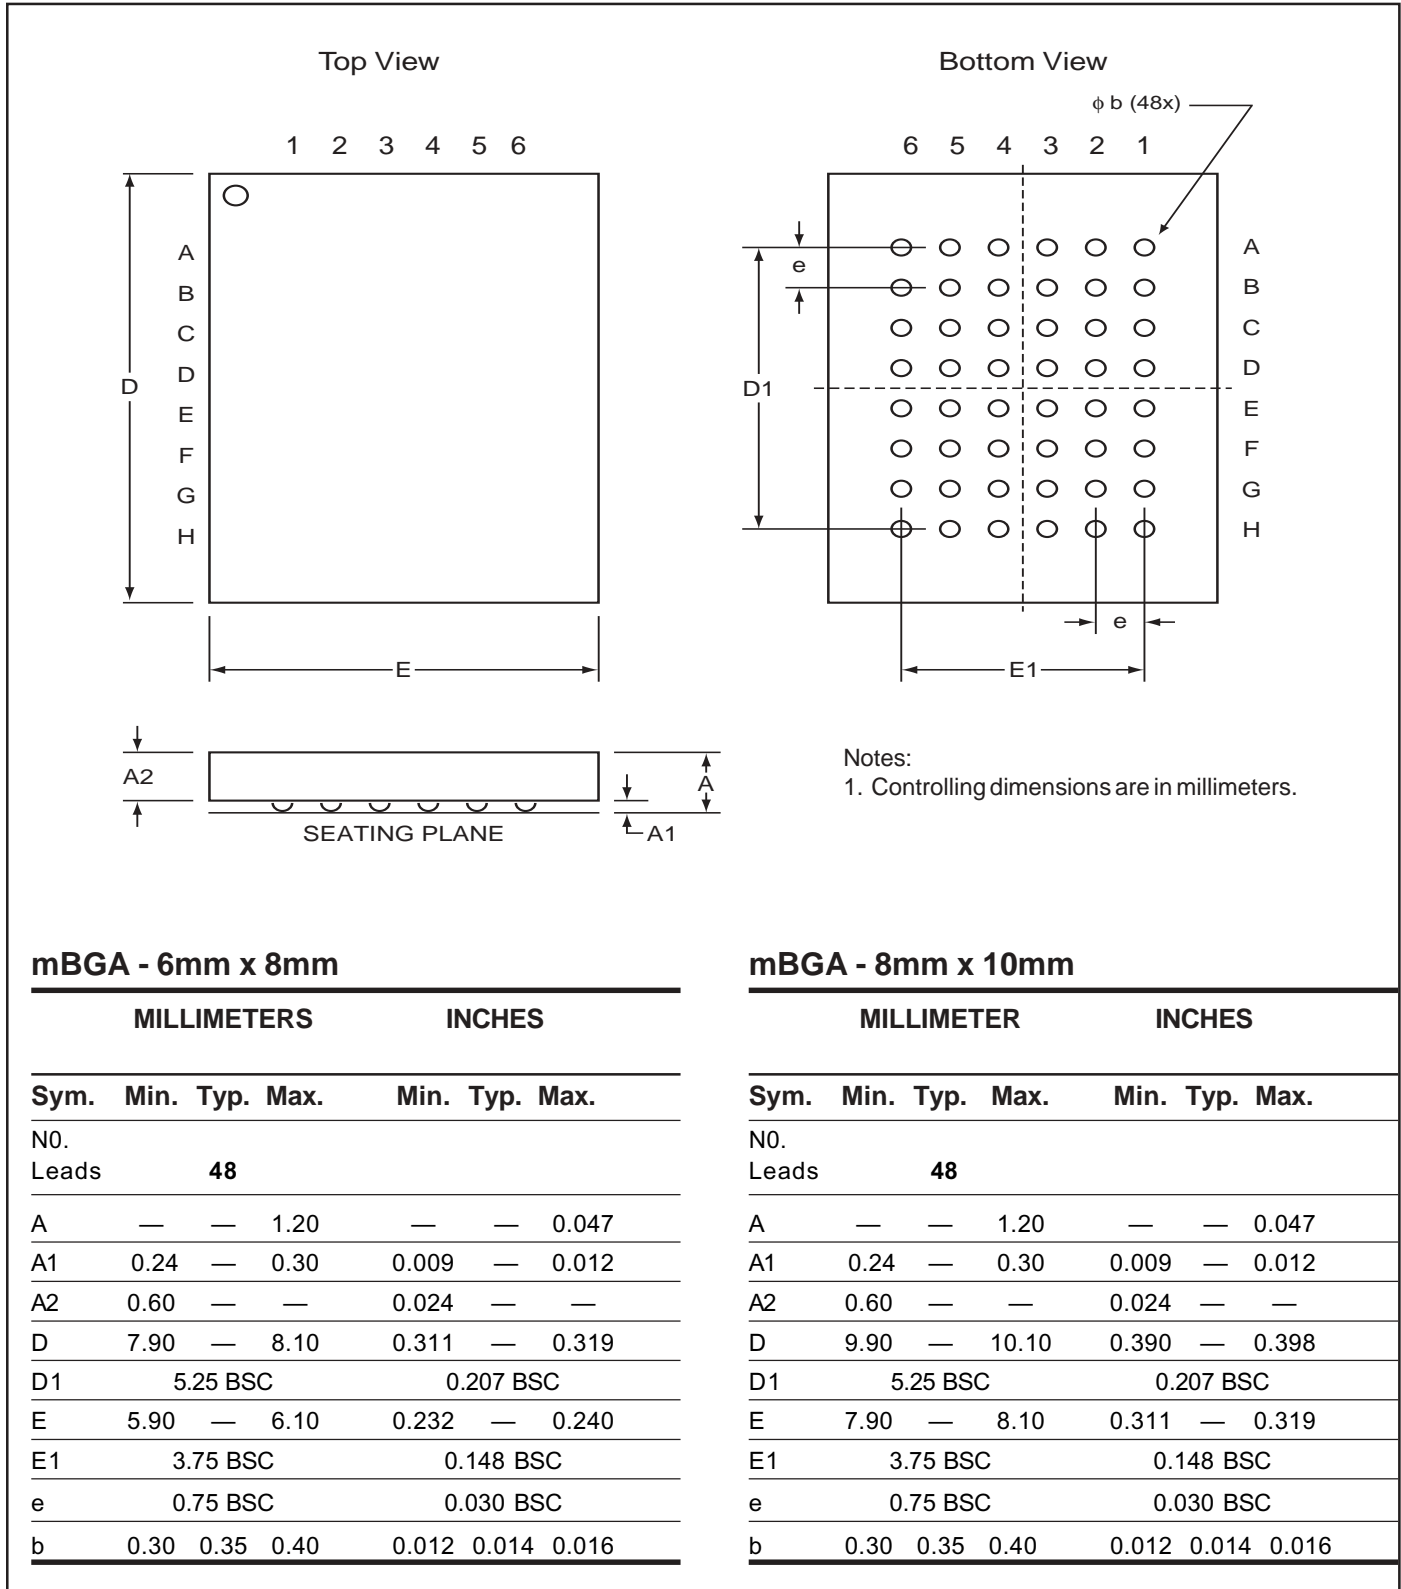 Top View
Bottom View
ϕ b (48x)
1 2 3 4 5 6
6 5 4 3 2 1
A
B
C
D
E
F
G
H
D
E
e
D1
A
B
C
D
E
F
G
H
e
E1
A2
A
A1
SEATING PLANE
Notes:
1. Controlling dimensions are in millimeters.
mBGA - 6mm x 8mm
MILLIMETERS INCHES
Sym. Min. Typ. Max. Min. Typ. Max.
N0.
Leads 48
A — — 1.20 — — 0.047
A1 0.24 — 0.30 0.009 — 0.012
A2 0.60 — — 0.024 — —
D 7.90 — 8.10 0.311 — 0.319
D1 5.25 BSC 0.207 BSC
E 5.90 — 6.10 0.232 — 0.240
E1 3.75 BSC 0.148 BSC
e 0.75 BSC 0.030 BSC
b 0.30 0.35 0.40 0.012 0.014 0.016
mBGA - 8mm x 10mm
MILLIMETER INCHES
Sym. Min. Typ. Max. Min. Typ. Max.
N0.
Leads 48
A — — 1.20 — — 0.047
A1 0.24 — 0.30 0.009 — 0.012
A2 0.60 — — 0.024 — —
D 9.90 — 10.10 0.390 — 0.398
D1 5.25 BSC 0.207 BSC
E 7.90 — 8.10 0.311 — 0.319
E1 3.75 BSC 0.148 BSC
e 0.75 BSC 0.030 BSC
b 0.30 0.35 0.40 0.012 0.014 0.016